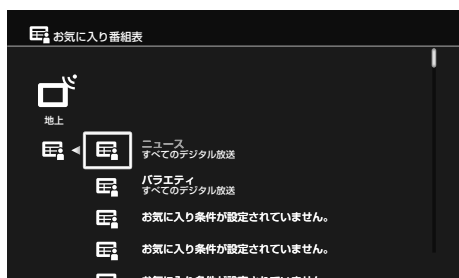 お気に入り番組表
地上
ニュース
すべてのデジタル放送
バラエティ
すべてのデジタル放送
お気に入り条件が設定されていません。
お気に入り条件が設定されていません。